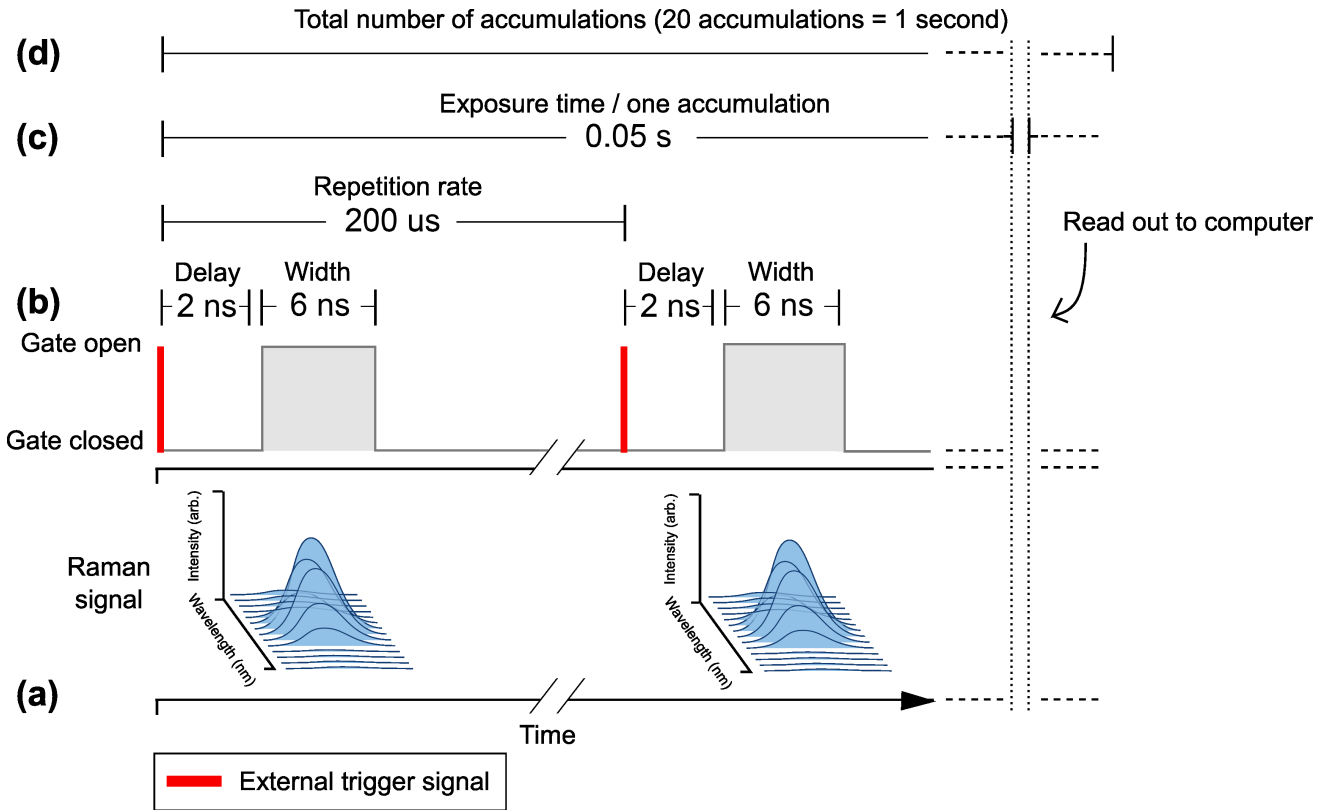 Total number of accumulations (20 accumulations = 1 second)
(d)
Exposure time / one accumulation
(c)
0.05 s
Repetition rate
200 us
Read out to computer
Delay
Width
Delay
Width
(b)
2 ns
6 ns
2 ns
6 ns
Gate open
Gate closed
Intensity (arb.)
Intensity (arb.)
Raman
signal
Wavelength (nm)
Wavelength (nm)
(a)
Time
External trigger signal